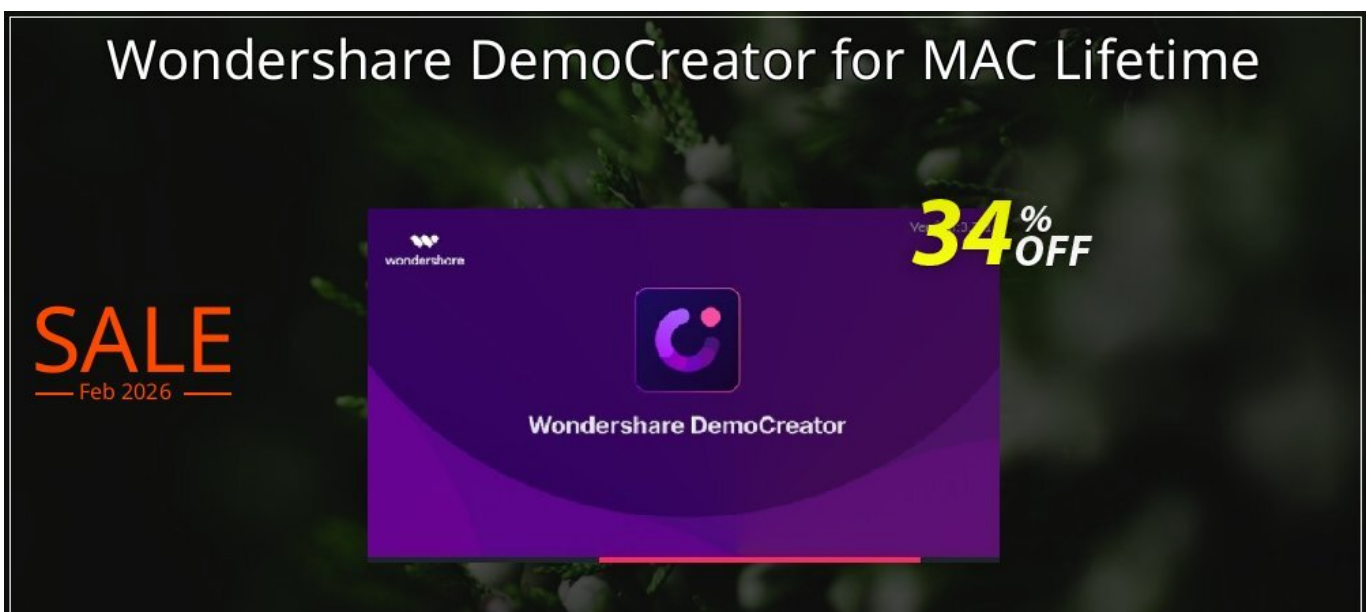 Wondershare DemoCreator for MAC Lifetime
34% OFF
wondershare
SALE
Feb 2026
Wondershare DemoCreator